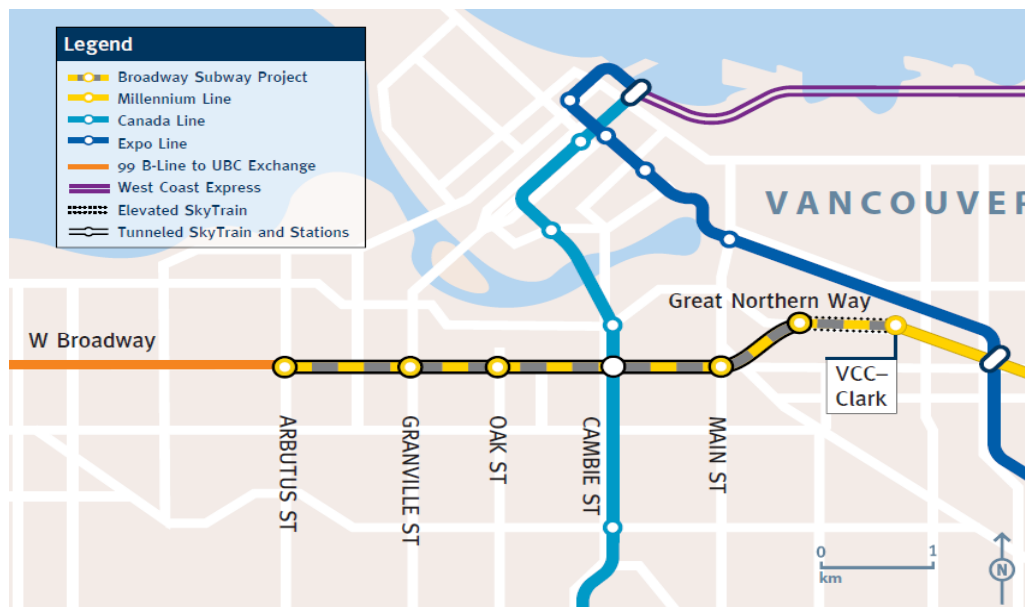 Legend
Broadway Subway Project
Millennium Line
Canada Line
Expo Line
99 B-Line to UBC Exchange
West Coast Express
Elevated SkyTrain
Tunneled SkyTrain and Stations
VANCOUVER
Great Northern Way
W Broadway
VCC–
Clark
ARBUTUS ST
GRANVILLE ST
OAK ST
CAMBIE ST
MAIN ST
0 1
km
N